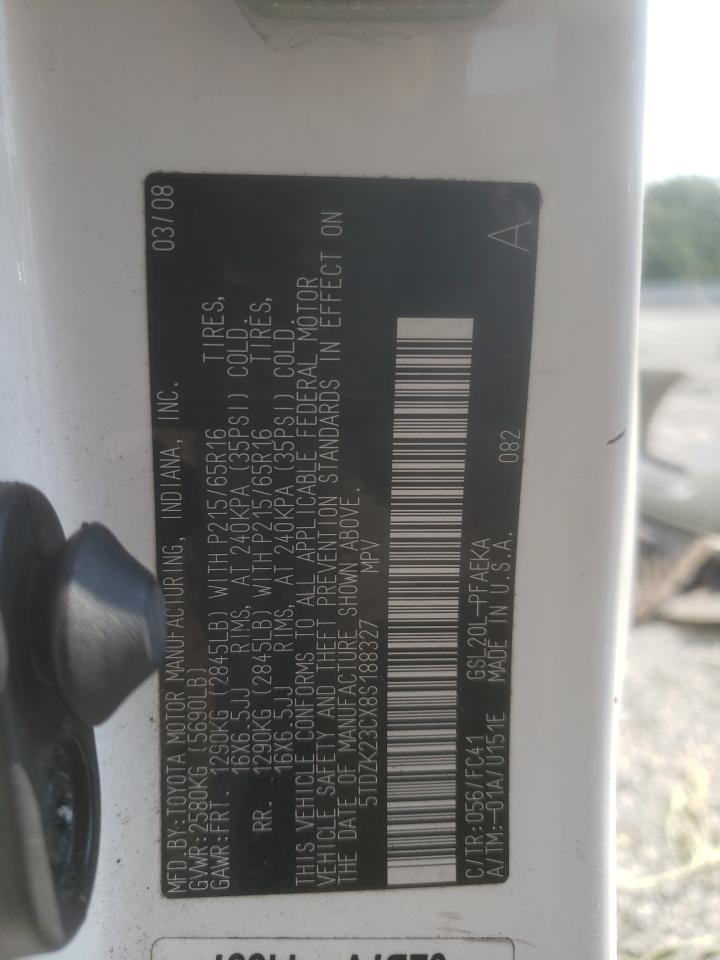 MFD.BY:TOYOTA MOTOR MANUFACTURING, INDIANA, INC. 03/08
GVWR:2580KG (5690LB)
GAWR:FRT. 1290KG (2845LB) WITH P215/65R16 TIRES,
16X6.5JJ RIMS, AT 240KPA (35PSI) COLD.
RR. 1290KG (2845LB) WITH P215/65R16 TIRES,
16X6.5JJ RIMS, AT 240KPA (35PSI) COLD.
THIS VEHICLE CONFORMS TO ALL APPLICABLE FEDERAL MOTOR
VEHICLE SAFETY AND THEFT PREVENTION STANDARDS IN EFFECT ON
THE DATE OF MANUFACTURE SHOWN ABOVE.
5TDZK23CX8S188327 MPV
C/TR:056/FC41 GSL20L-PFAEKA
A/TM:-01A/U151E MADE IN U.S.A. 082 A